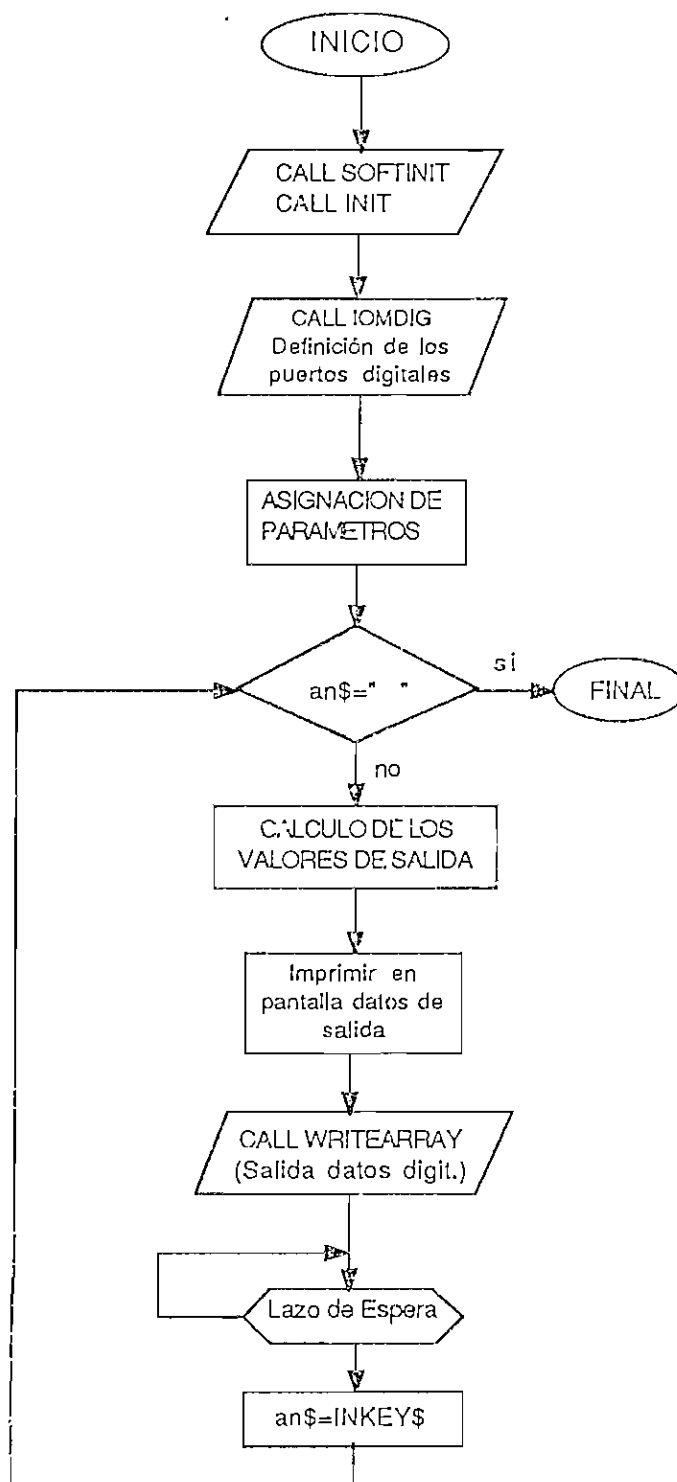 INICIO
CALL SOFTINIT
CALL INIT
CALL IOMDIG
Definición de los
puertos digitales
ASIGNACION DE
PARAMETROS
an$=" "
si
FINAL
no
CALCULO DE LOS
VALORES DE SALIDA
Imprimir en
pantalla datos de
salida
CALL WRITEARRAY
(Salida datos digit.)
Lazo de Espera
an$=INKEY$